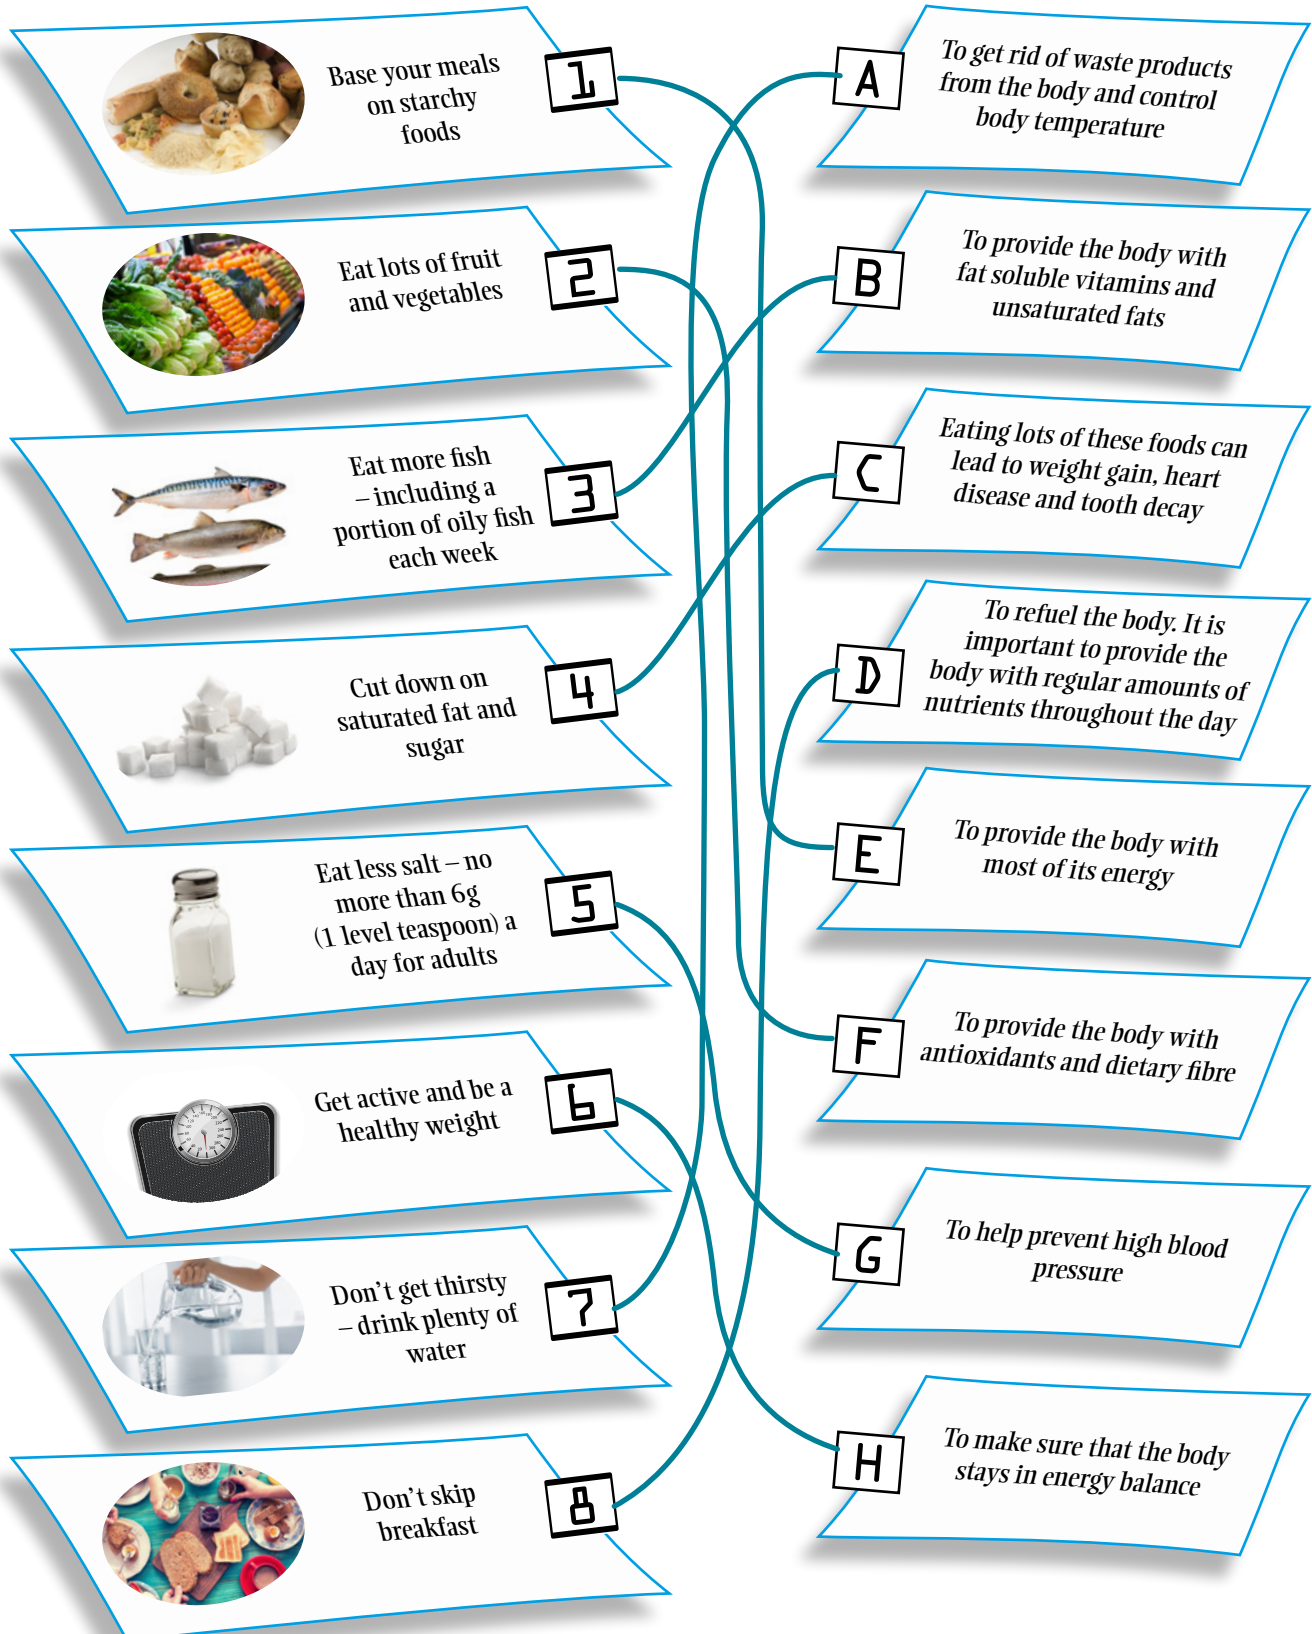 Base your meals
on starchy
foods
1
A
To get rid of waste products
from the body and control
body temperature
Eat lots of fruit
and vegetables
2
B
To provide the body with
fat soluble vitamins and
unsaturated fats
Eat more fish
– including a
portion of oily fish
each week
3
C
Eating lots of these foods can
lead to weight gain, heart
disease and tooth decay
Cut down on
saturated fat and
sugar
4
D
To refuel the body. It is
important to provide the
body with regular amounts of
nutrients throughout the day
Eat less salt – no
more than 6g
(1 level teaspoon) a
day for adults
5
E
To provide the body with
most of its energy
Get active and be a
healthy weight
6
F
To provide the body with
antioxidants and dietary fibre
Don't get thirsty
– drink plenty of
water
7
G
To help prevent high blood
pressure
Don't skip
breakfast
8
H
To make sure that the body
stays in energy balance